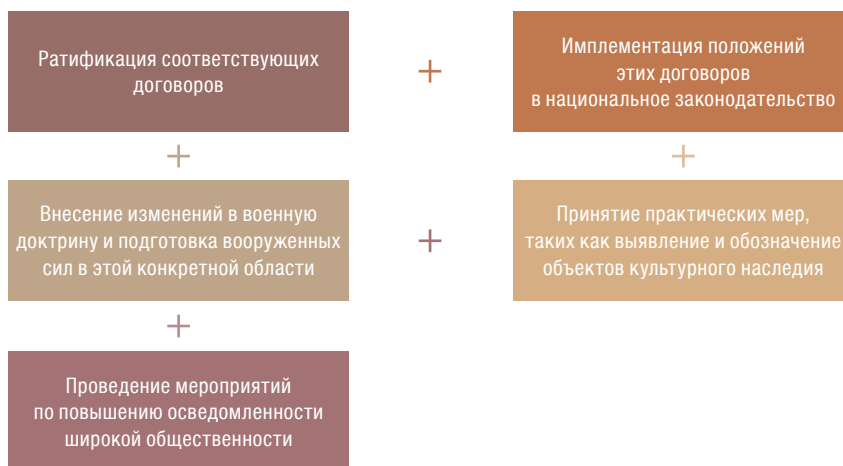 Ратификация соответствующих
договоров
+
Имплементация положений
этих договоров
в национальное законодательство
+
+
Внесение изменений в военную
доктрину и подготовка вооруженных
сил в этой конкретной области
+
Принятие практических мер,
таких как выявление и обозначение
объектов культурного наследия
+
Проведение мероприятий
по повышению осведомленности
широкой общественности